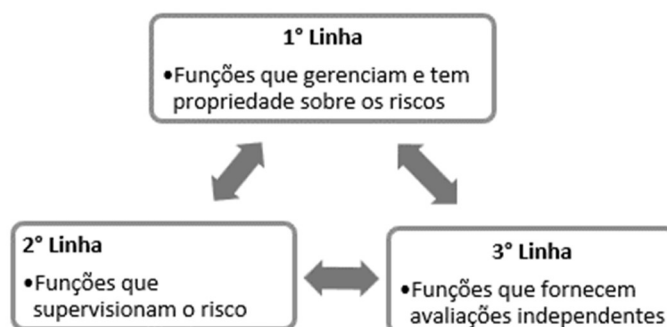 1° Linha
•Funções que gerenciam e tem
propriedade sobre os riscos
2° Linha
•Funções que
supervisionam o risco
3° Linha
•Funções que fornecem
avaliações independentes